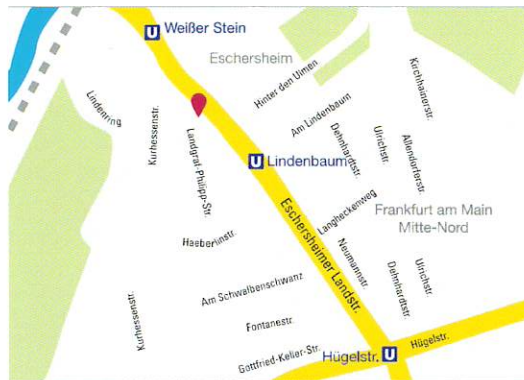 U Weißer Stein
Eschersheim
Hinter den Ulmen
Kirchhainerstr.
Lindenring
Kurhessenstr.
Landgraf-Philipp-Str.
Am Lindenbaum
Dehnhardtstr.
Ulrichstr.
Allendorferstr.
U Lindenbaum
Eschersheimer Landstr.
Langheckenweg
Frankfurt am Main
Mitte-Nord
Haeberlinstr.
Neumannstr.
Dehnhardtstr.
Ulrichstr.
Am Schwalbenschwanz
Kurhessenstr.
Fontanestr.
Gottfried-Keller-Str.
Hügelstr. U
Hügelstr.